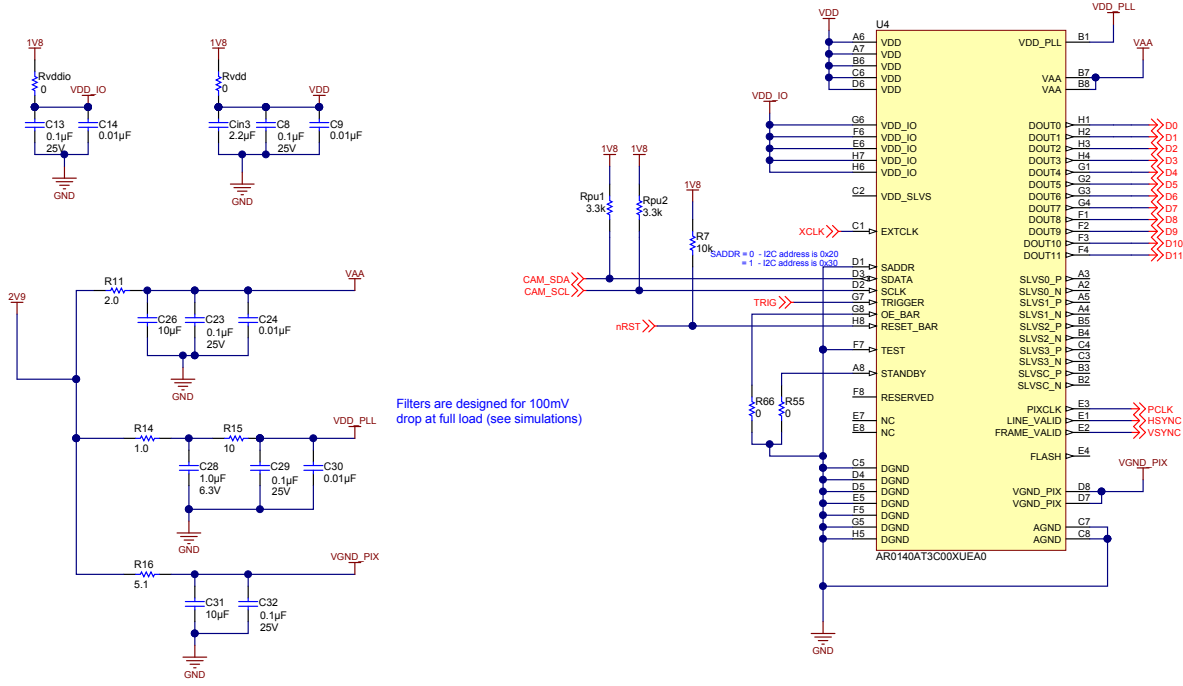 1V8
Rvddio
0
VDD_IO
C13
0.1µF
25V
C14
0.01µF
GND
1V8
Rvdd
0
VDD
Cin3
2.2µF
C8
0.1µF
25V
C9
0.01µF
GND
2V9
R11
2.0
VAA
C26
10µF
C23
0.1µF
25V
C24
0.01µF
GND
R14
1.0
R15
10
VDD_PLL
C28
1.0µF
6.3V
C29
0.1µF
25V
C30
0.01µF
GND
R16
5.1
VGND_PIX
C31
10µF
C32
0.1µF
25V
GND
Filters are designed for 100mV
drop at full load (see simulations)
1V8
Rpu1
3.3k
1V8
Rpu2
3.3k
1V8
R7
10k
SADDR = 0 - I2C address is 0x20
= 1 - I2C address is 0x30
XCLK
CAM_SDA
CAM_SCL
TRIG
nRST
R66
0
R55
0
VDD
VDD_IO
U4
A6 VDD
A7 VDD
B6 VDD
C6 VDD
D6 VDD
G6 VDD_IO
F6 VDD_IO
E6 VDD_IO
H7 VDD_IO
H6 VDD_IO
C2 VDD_SLVS
C1 EXTCLK
D1 SADDR
D3 SDATA
D2 SCLK
G7 TRIGGER
G8 OE_BAR
H8 RESET_BAR
F7 TEST
A8 STANDBY
F8 RESERVED
E7 NC
E8 NC
C5 DGND
D4 DGND
D5 DGND
E5 DGND
F5 DGND
G5 DGND
H5 DGND
AR0140AT3C00XUEA0
GND
VDD_PLL
VDD_PLL B1
VAA
VAA B7
VAA B8
DOUT0 H1 D0
DOUT1 H2 D1
DOUT2 H3 D2
DOUT3 H4 D3
DOUT4 G1 D4
DOUT5 G2 D5
DOUT6 G3 D6
DOUT7 G4 D7
DOUT8 F1 D8
DOUT9 F2 D9
DOUT10 F3 D10
DOUT11 F4 D11
SLVS0_P A3
SLVS0_N A2
SLVS1_P A5
SLVS1_N A4
SLVS2_P B5
SLVS2_N B4
SLVS3_P C4
SLVS3_N C3
SLVSC_P B3
SLVSC_N B2
PIXCLK E3 PCLK
LINE_VALID E1 HSYNC
FRAME_VALID E2 VSYNC
FLASH E4
VGND_PIX
VGND_PIX D8
VGND_PIX D7
AGND C7
AGND C8